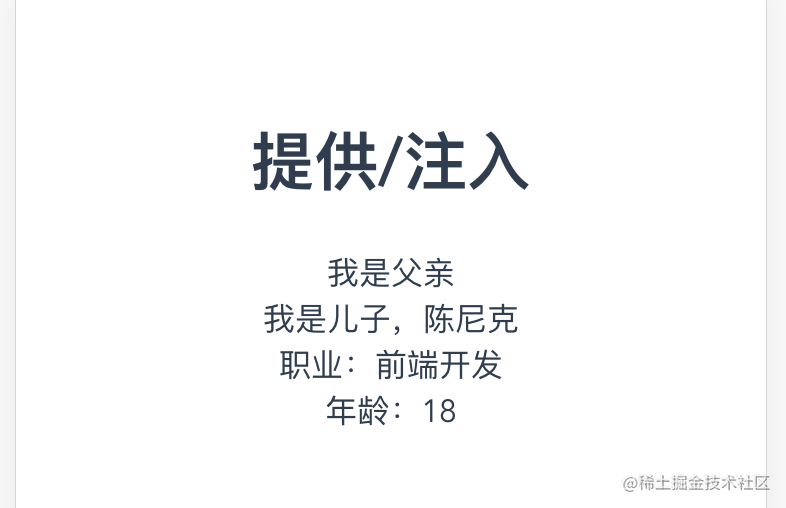 提供/注入
我是父亲
我是儿子，陈尼克
职业：前端开发
年龄：18
@稀土掘金技术社区